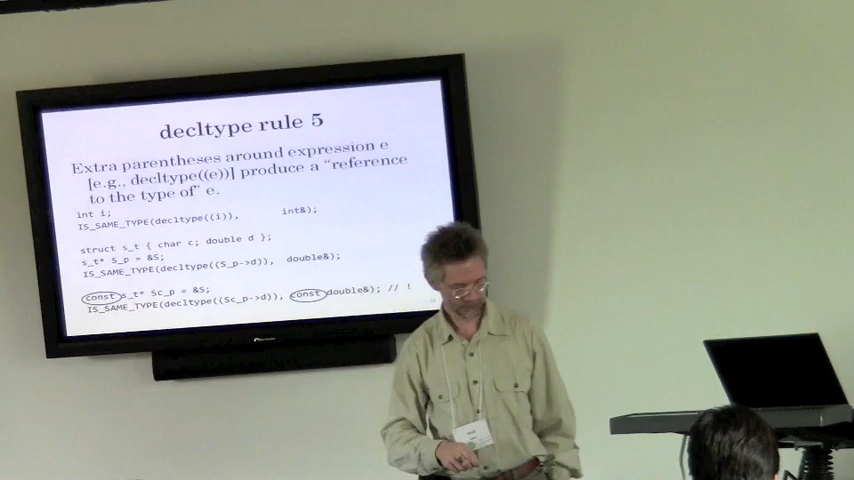 decltype rule 5
Extra parentheses around expression e
[e.g., decltype((e))] produce a “reference
to the type of” e.
int i;
IS_SAME_TYPE(decltype((i)), int&);
struct s_t { char c; double d };
s_t* S_p = &S;
IS_SAME_TYPE(decltype((S_p->d)), double&);
const s_t* Sc_p = &S;
IS_SAME_TYPE(decltype((Sc_p->d)), const double&); // !